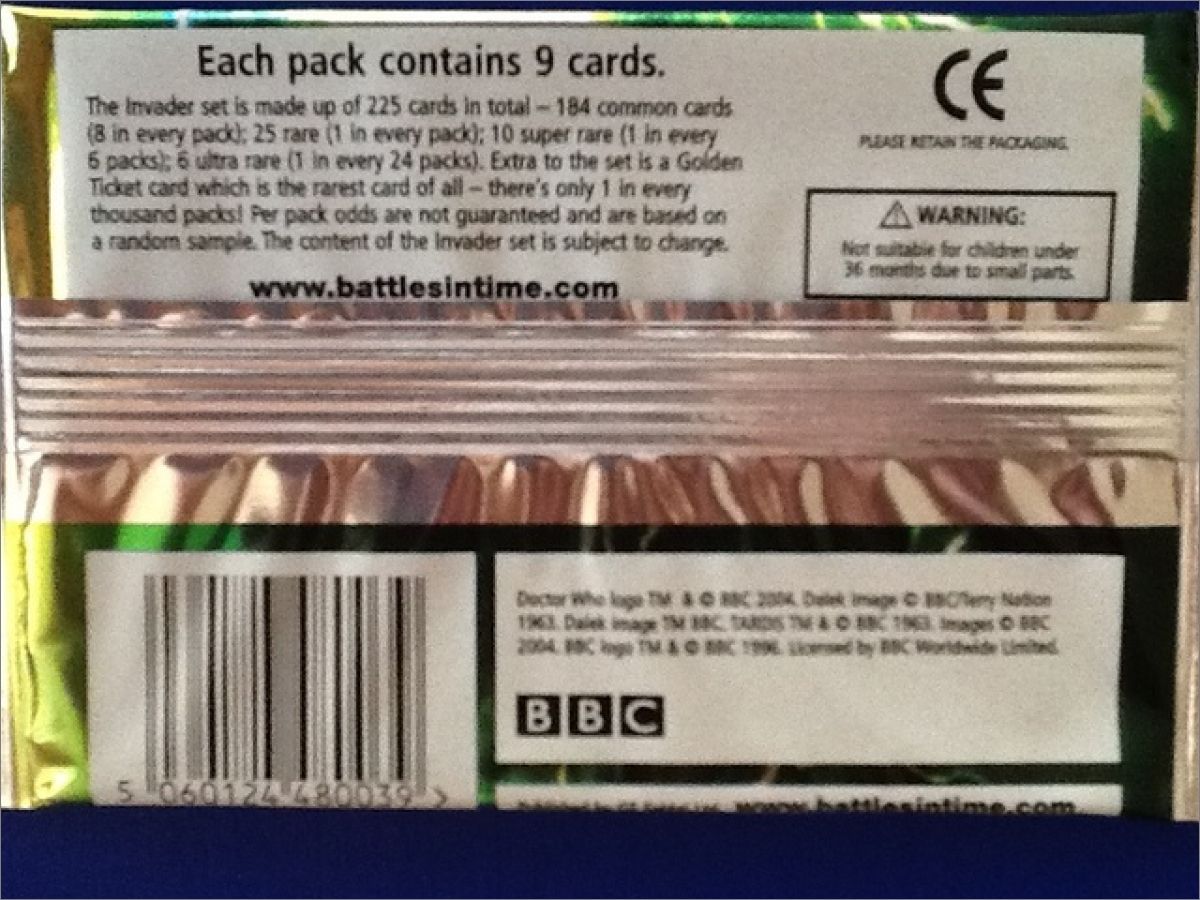 Each pack contains 9 cards.
The Invader set is made up of 225 cards in total – 184 common cards
(8 in every pack); 25 rare (1 in every pack); 10 super rare (1 in every
6 packs); 6 ultra rare (1 in every 24 packs). Extra to the set is a Golden
Ticket card which is the rarest card of all – there's only 1 in every
thousand packs! Per pack odds are not guaranteed and are based on
a random sample. The content of the Invader set is subject to change.
www.battlesintime.com
CE
PLEASE RETAIN THE PACKAGING.
WARNING:
Not suitable for children under
36 months due to small parts.
5 060124 480039 >
Doctor Who logo TM & © BBC 2004. Dalek image © BBC/Terry Nation
1963. Dalek image TM BBC. TARDIS TM & © BBC 1963. Images © BBC
2004. BBC logo TM & © BBC 1996. Licensed by BBC Worldwide Limited.
BBC
Published by Ltd. www.battlesintime.com